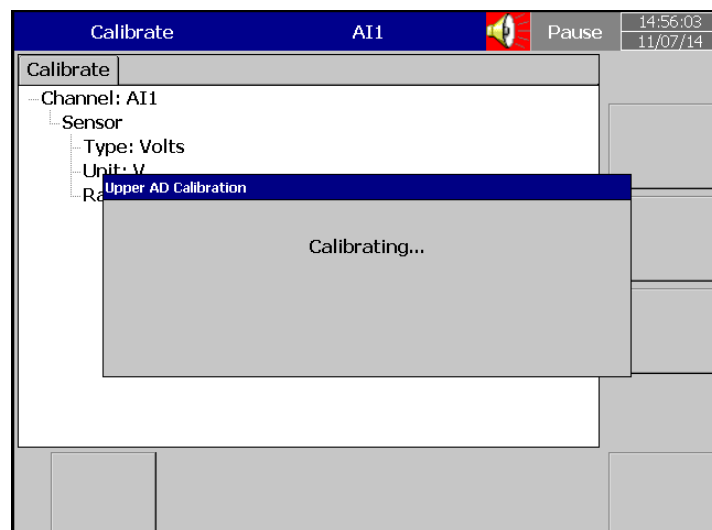 Calibrate AI1 Pause 14:56:03
11/07/14
Calibrate
Channel: AI1
Sensor
Type: Volts
Unit: V
Ra
Upper AD Calibration
Calibrating...